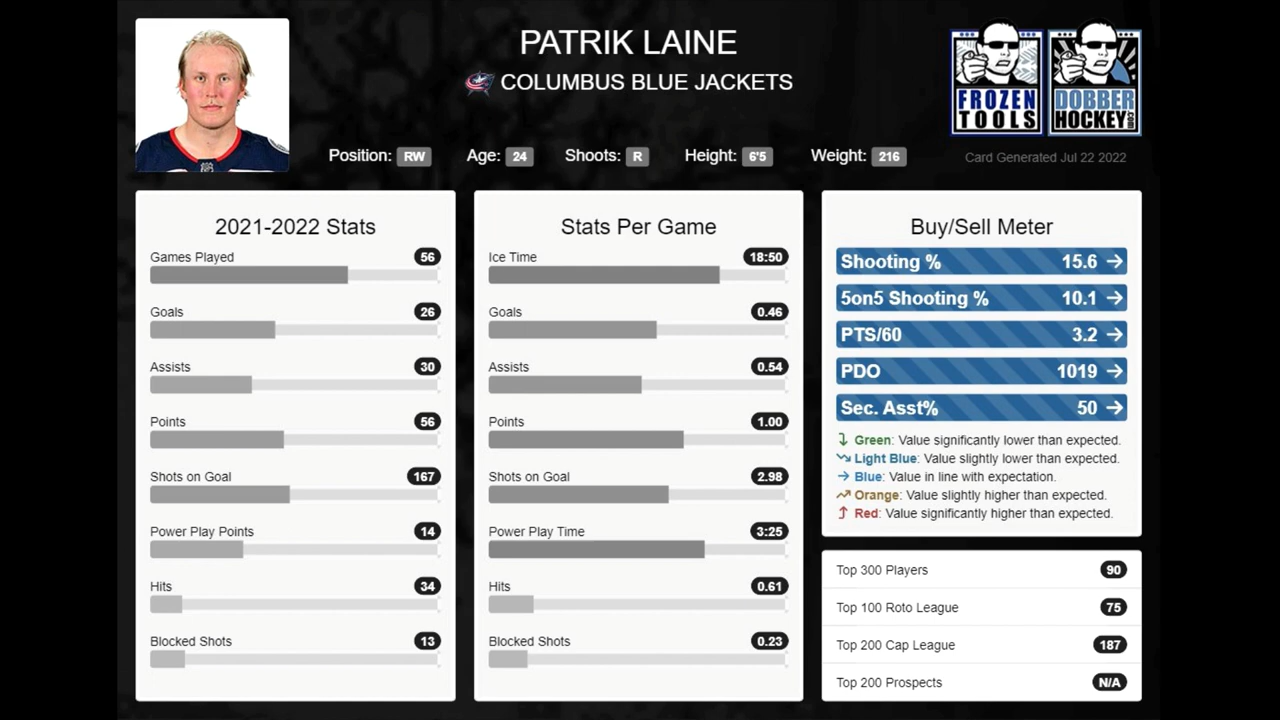 PATRIK LAINE
COLUMBUS BLUE JACKETS
FROZEN
TOOLS
DOBBER
HOCKEY.com
Position: RW Age: 24 Shoots: R Height: 6'5 Weight: 216
Card Generated Jul 22 2022
2021-2022 Stats
Games Played 56
Goals 26
Assists 30
Points 56
Shots on Goal 167
Power Play Points 14
Hits 34
Blocked Shots 13
Stats Per Game
Ice Time 18:50
Goals 0.46
Assists 0.54
Points 1.00
Shots on Goal 2.98
Power Play Time 3:25
Hits 0.61
Blocked Shots 0.23
Buy/Sell Meter
Shooting % 15.6 →
5on5 Shooting % 10.1 →
PTS/60 3.2 →
PDO 1019 →
Sec. Asst% 50 →
Green: Value significantly lower than expected.
Light Blue: Value slightly lower than expected.
→ Blue: Value in line with expectation.
Orange: Value slightly higher than expected.
Red: Value significantly higher than expected.
Top 300 Players 90
Top 100 Roto League 75
Top 200 Cap League 187
Top 200 Prospects N/A